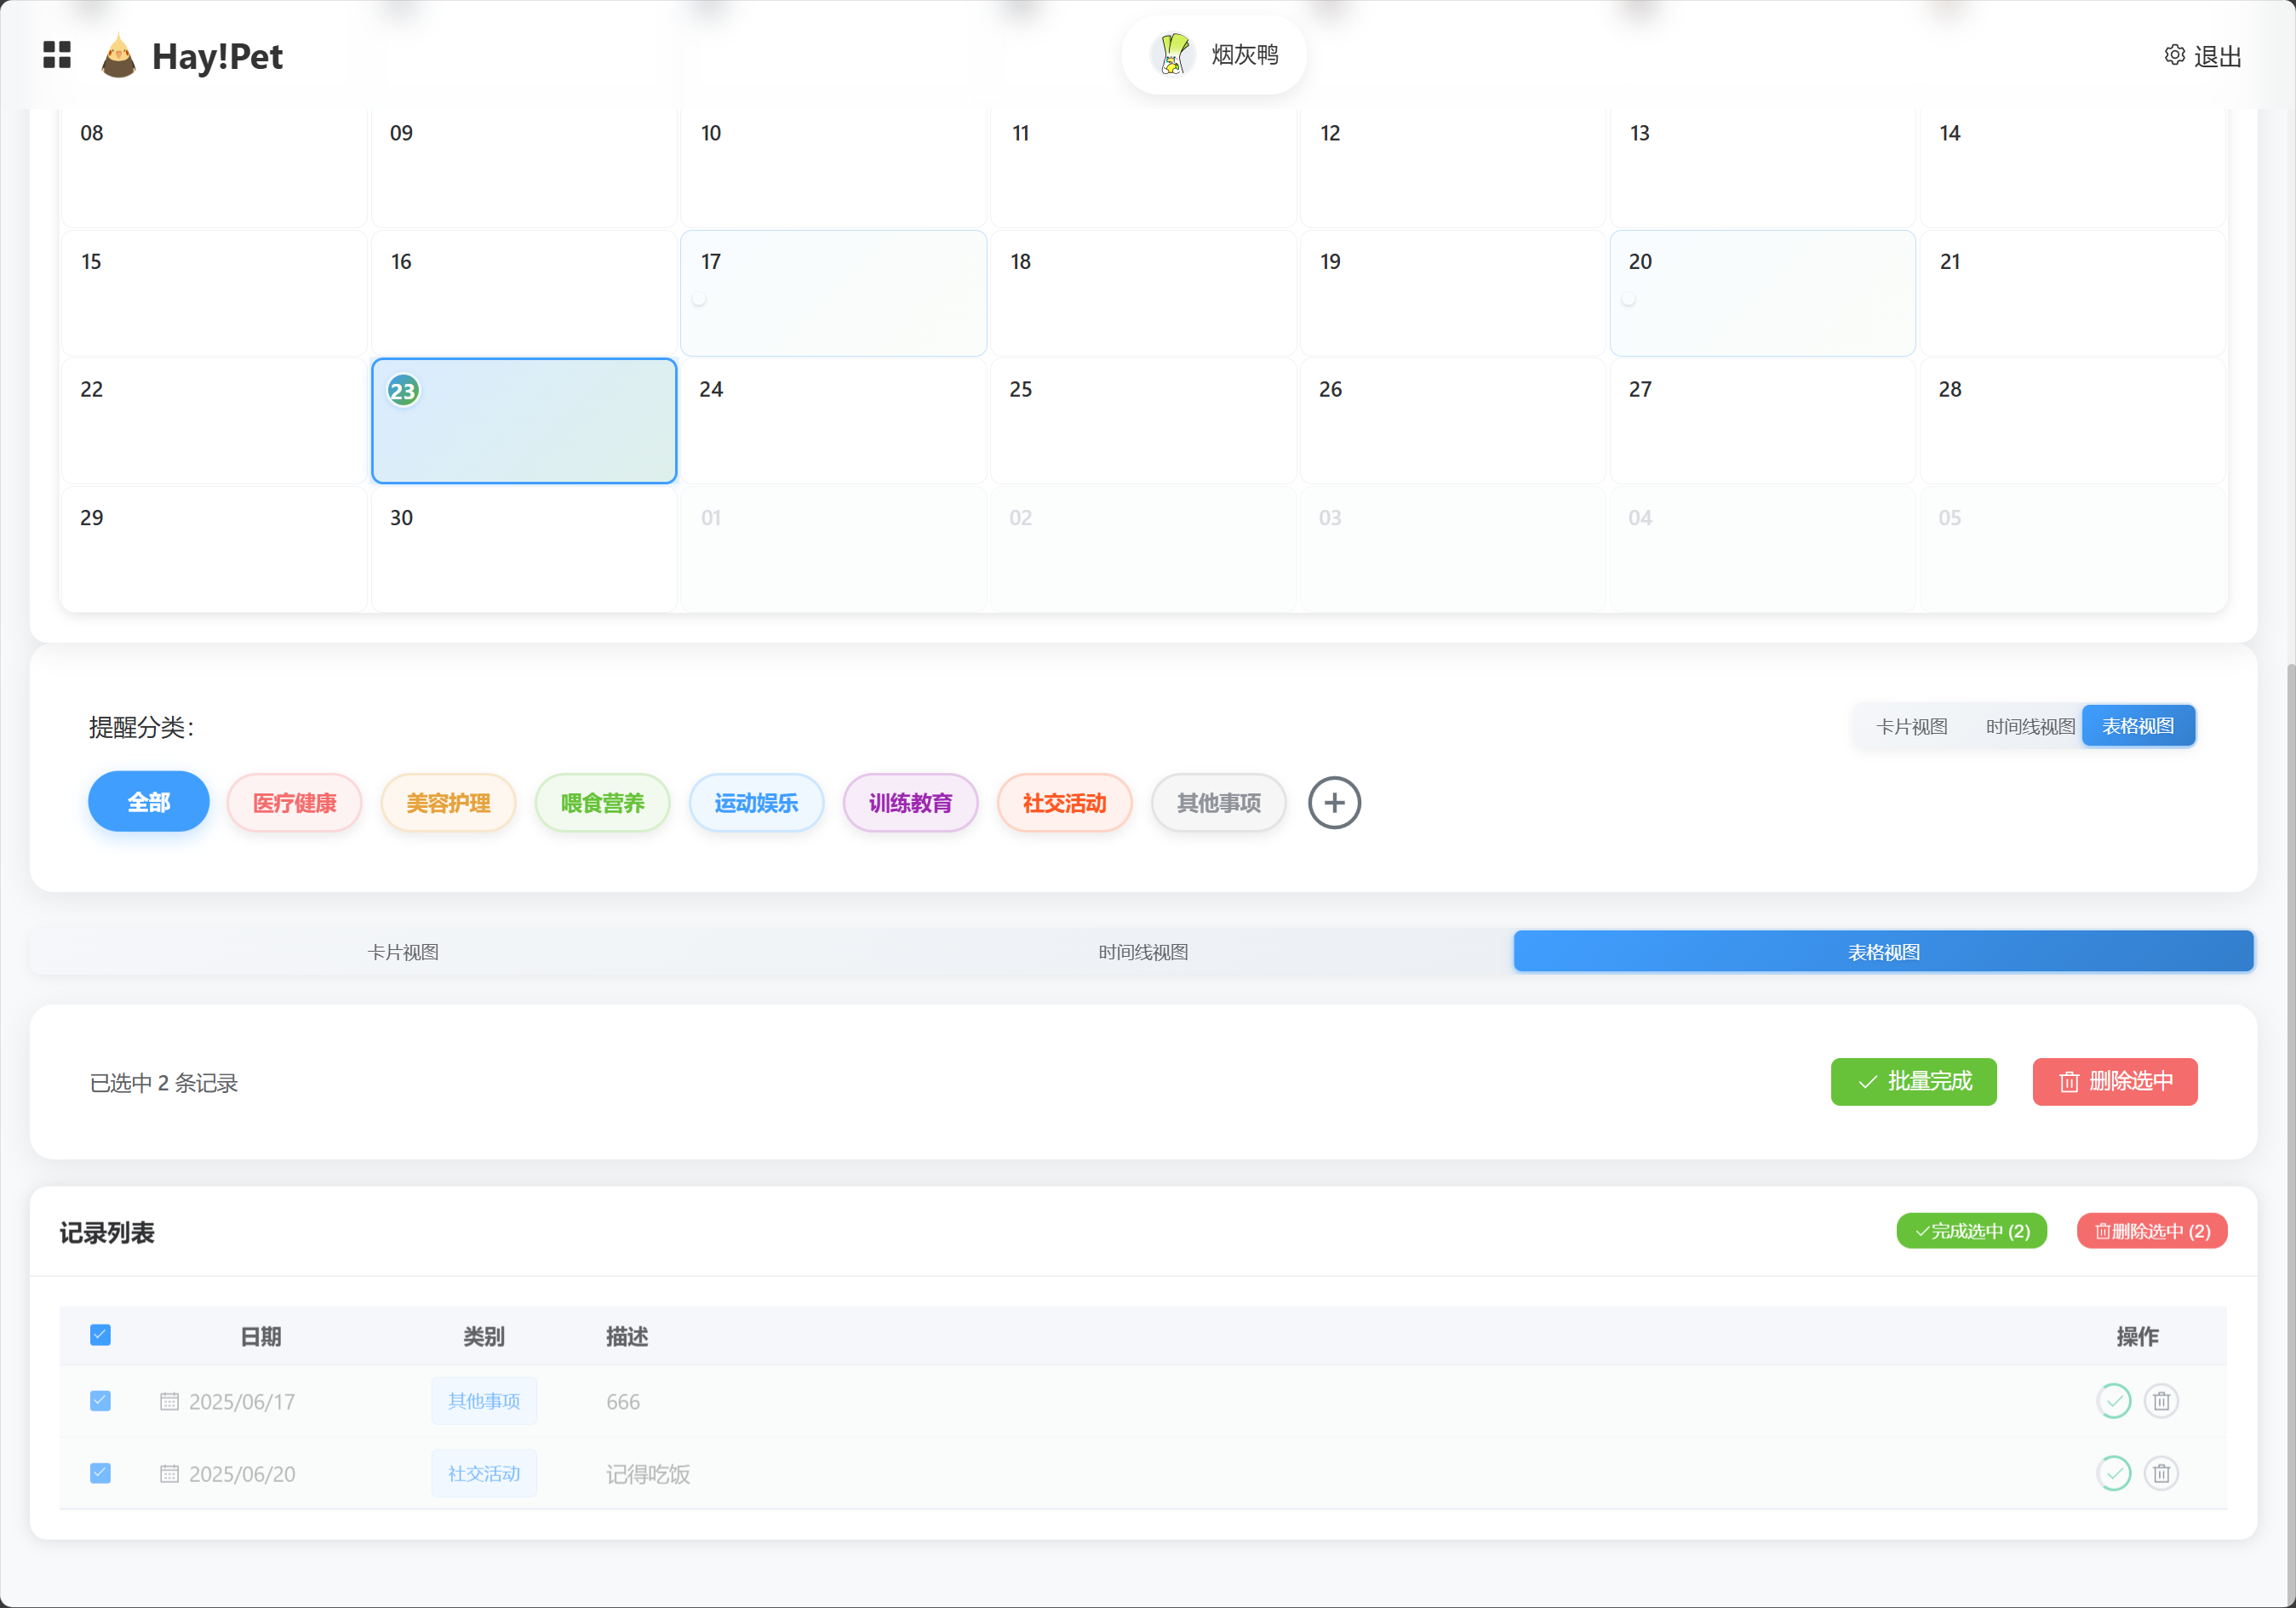 Hay!Pet
烟灰鸭
退出
08 09 10 11 12 13 14
15 16 17 18 19 20 21
22 23 24 25 26 27 28
29 30 01 02 03 04 05
提醒分类：
卡片视图 时间线视图 表格视图
全部 医疗健康 美容护理 喂食营养 运动娱乐 训练教育 社交活动 其他事项
卡片视图 时间线视图 表格视图
已选中 2 条记录
批量完成 删除选中
记录列表
完成选中 (2) 删除选中 (2)
日期 类别 描述 操作
2025/06/17 其他事项 666
2025/06/20 社交活动 记得吃饭